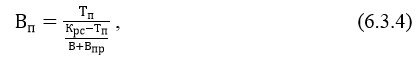 Вп = Тп / ((Крс−Тп) / (В+Впр)) , (6.3.4)